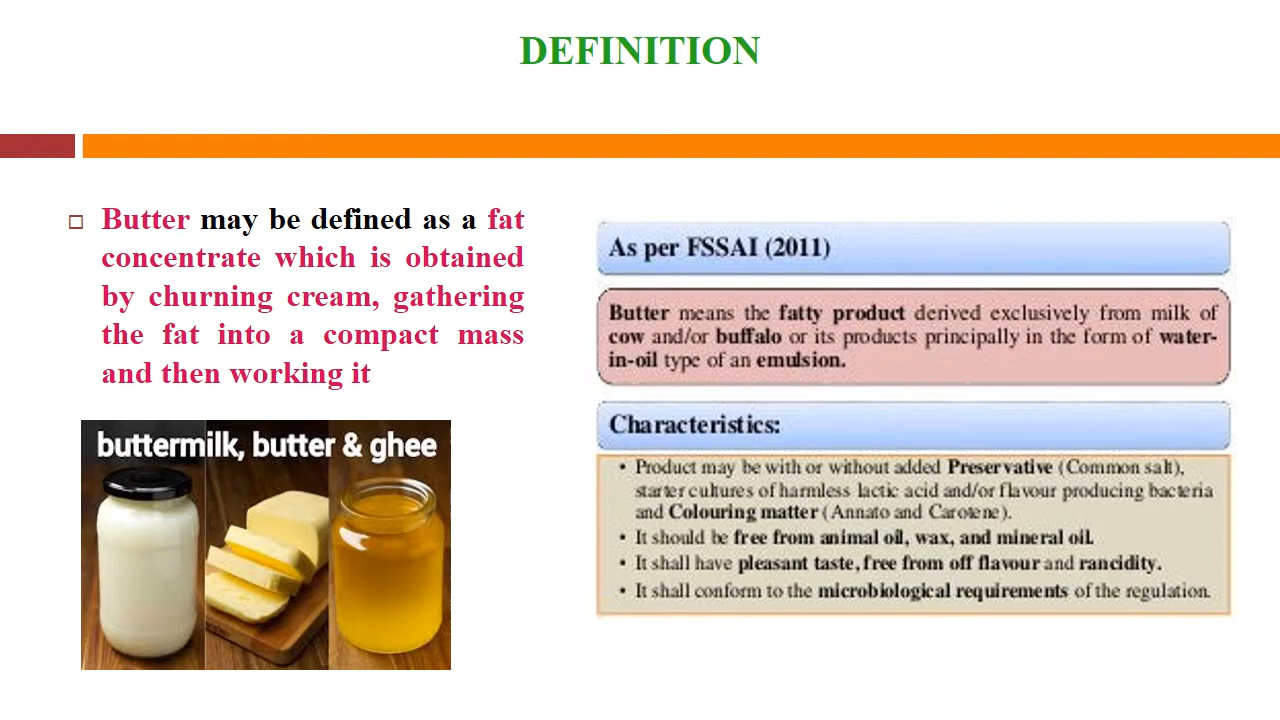 DEFINITION
Butter may be defined as a fat
concentrate which is obtained
by churning cream, gathering
the fat into a compact mass
and then working it
buttermilk, butter & ghee
As per FSSAI (2011)
Butter means the fatty product derived exclusively from milk of
cow and/or buffalo or its products principally in the form of water-
in-oil type of an emulsion.
Characteristics:
• Product may be with or without added Preservative (Common salt),
starter cultures of harmless lactic acid and/or flavour producing bacteria
and Colouring matter (Annato and Carotene).
• It should be free from animal oil, wax, and mineral oil.
• It shall have pleasant taste, free from off flavour and rancidity.
• It shall conform to the microbiological requirements of the regulation.